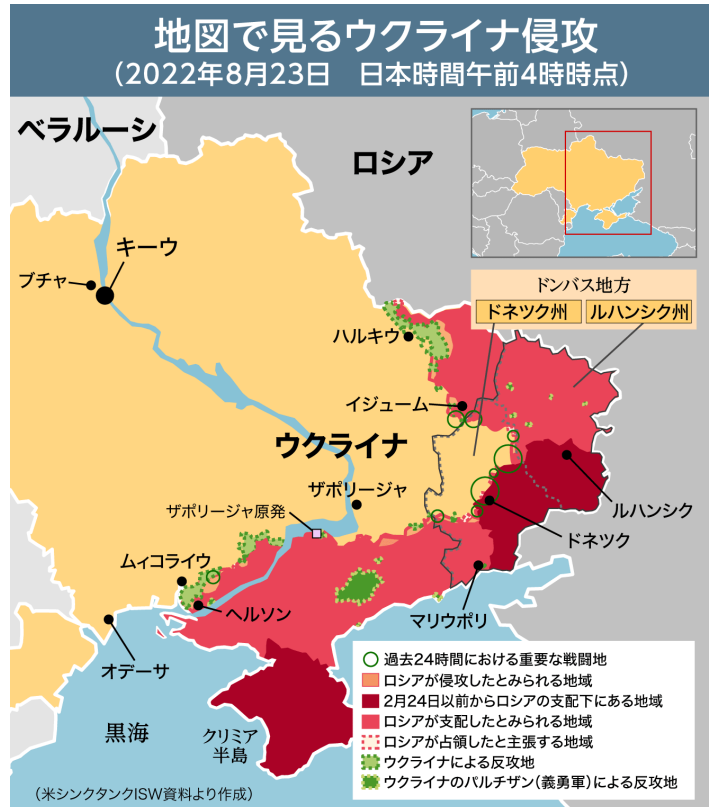 地図で見るウクライナ侵攻
(2022年8月23日 日本時間午前4時時点)
ベラルーシ
ロシア
キーウ
ブチャ
ドンバス地方
ドネツク州 ルハンシク州
ハルキウ
イジューム
ウクライナ
ザポリージャ
ザポリージャ原発
ルハンシク
ドネツク
ムィコライウ
ヘルソン
マリウポリ
オデーサ
黒海
クリミア
半島
過去24時間における重要な戦闘地
ロシアが侵攻したとみられる地域
2月24日以前からロシアの支配下にある地域
ロシアが支配したとみられる地域
ロシアが占領したと主張する地域
ウクライナによる反攻地
ウクライナのパルチザン(義勇軍)による反攻地
(米シンクタンクISW資料より作成)